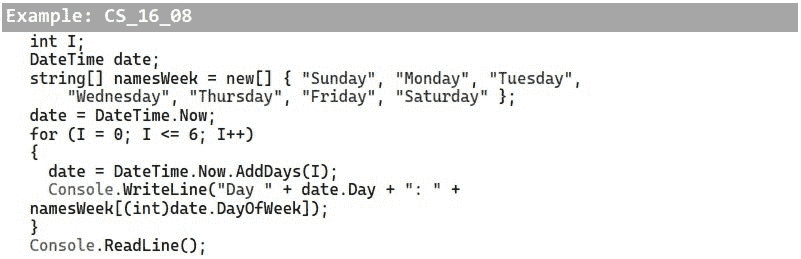 Example: CS_16_08
int I;
DateTime date;
string[] namesWeek = new[] { "Sunday", "Monday", "Tuesday",
"Wednesday", "Thursday", "Friday", "Saturday" };
date = DateTime.Now;
for (I = 0; I <= 6; I++)
{
date = DateTime.Now.AddDays(I);
Console.WriteLine("Day " + date.Day + ": " +
namesWeek[(int)date.DayOfWeek]);
}
Console.ReadLine();